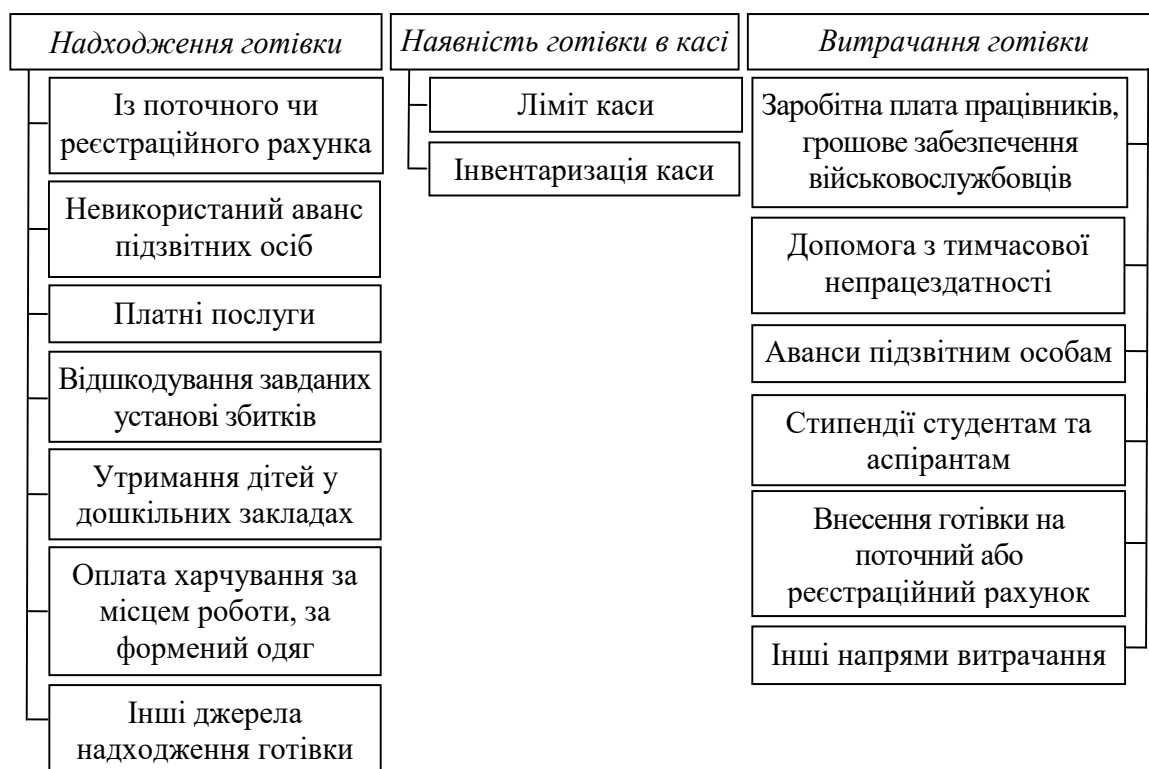 Надходження готівки
Із поточного чи
реєстраційного рахунка
Невикористаний аванс
підзвітних осіб
Платні послуги
Відшкодування завданих
установі збитків
Утримання дітей у
дошкільних закладах
Оплата харчування за
місцем роботи, за
формений одяг
Інші джерела
надходження готівки
Наявність готівки в касі
Ліміт каси
Інвентаризація каси
Витрачання готівки
Заробітна плата працівників,
грошове забезпечення
військовослужбовців
Допомога з тимчасової
непрацездатності
Аванси підзвітним особам
Стипендії студентам та
аспірантам
Внесення готівки на
поточний або
реєстраційний рахунок
Інші напрями витрачання